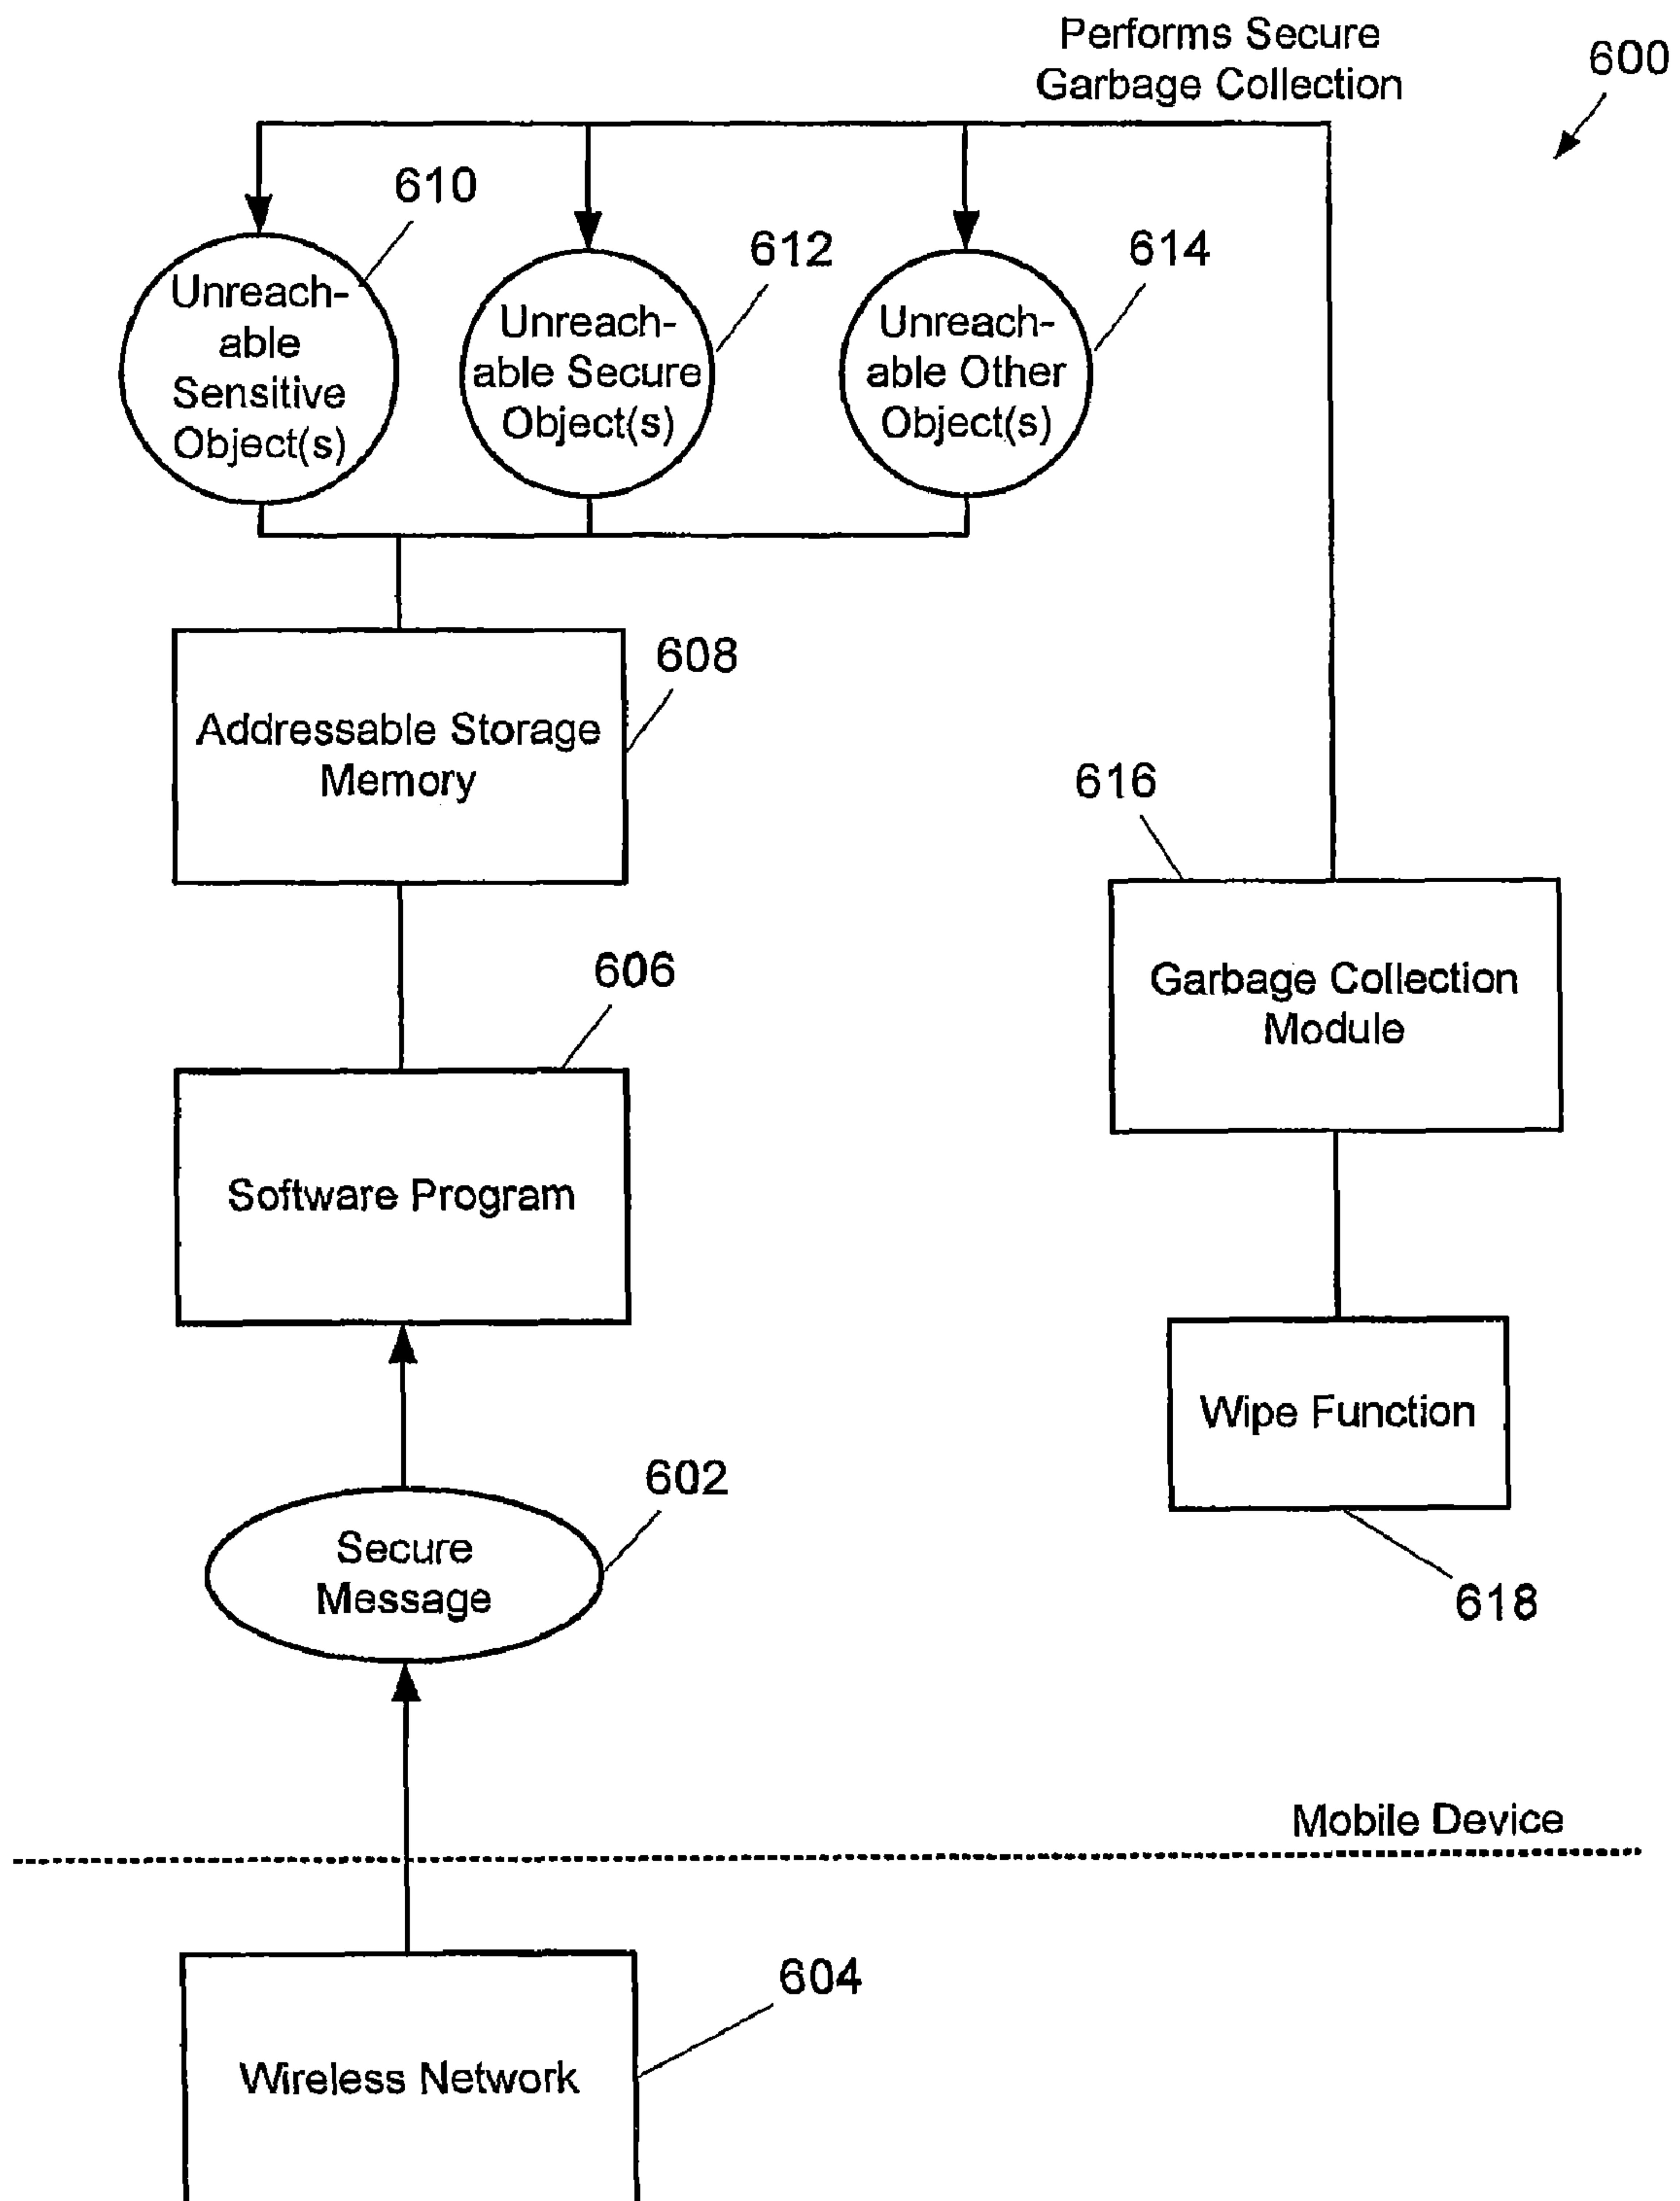 Performs Secure
Garbage Collection
600
610
612
614
Unreach-
able
Sensitive
Object(s)
Unreach-
able Secure
Object(s)
Unreach-
able Other
Object(s)
608
Addressable Storage
Memory
616
Garbage Collection
Module
606
Software Program
Wipe Function
618
602
Secure
Message
Mobile Device
604
Wireless Network